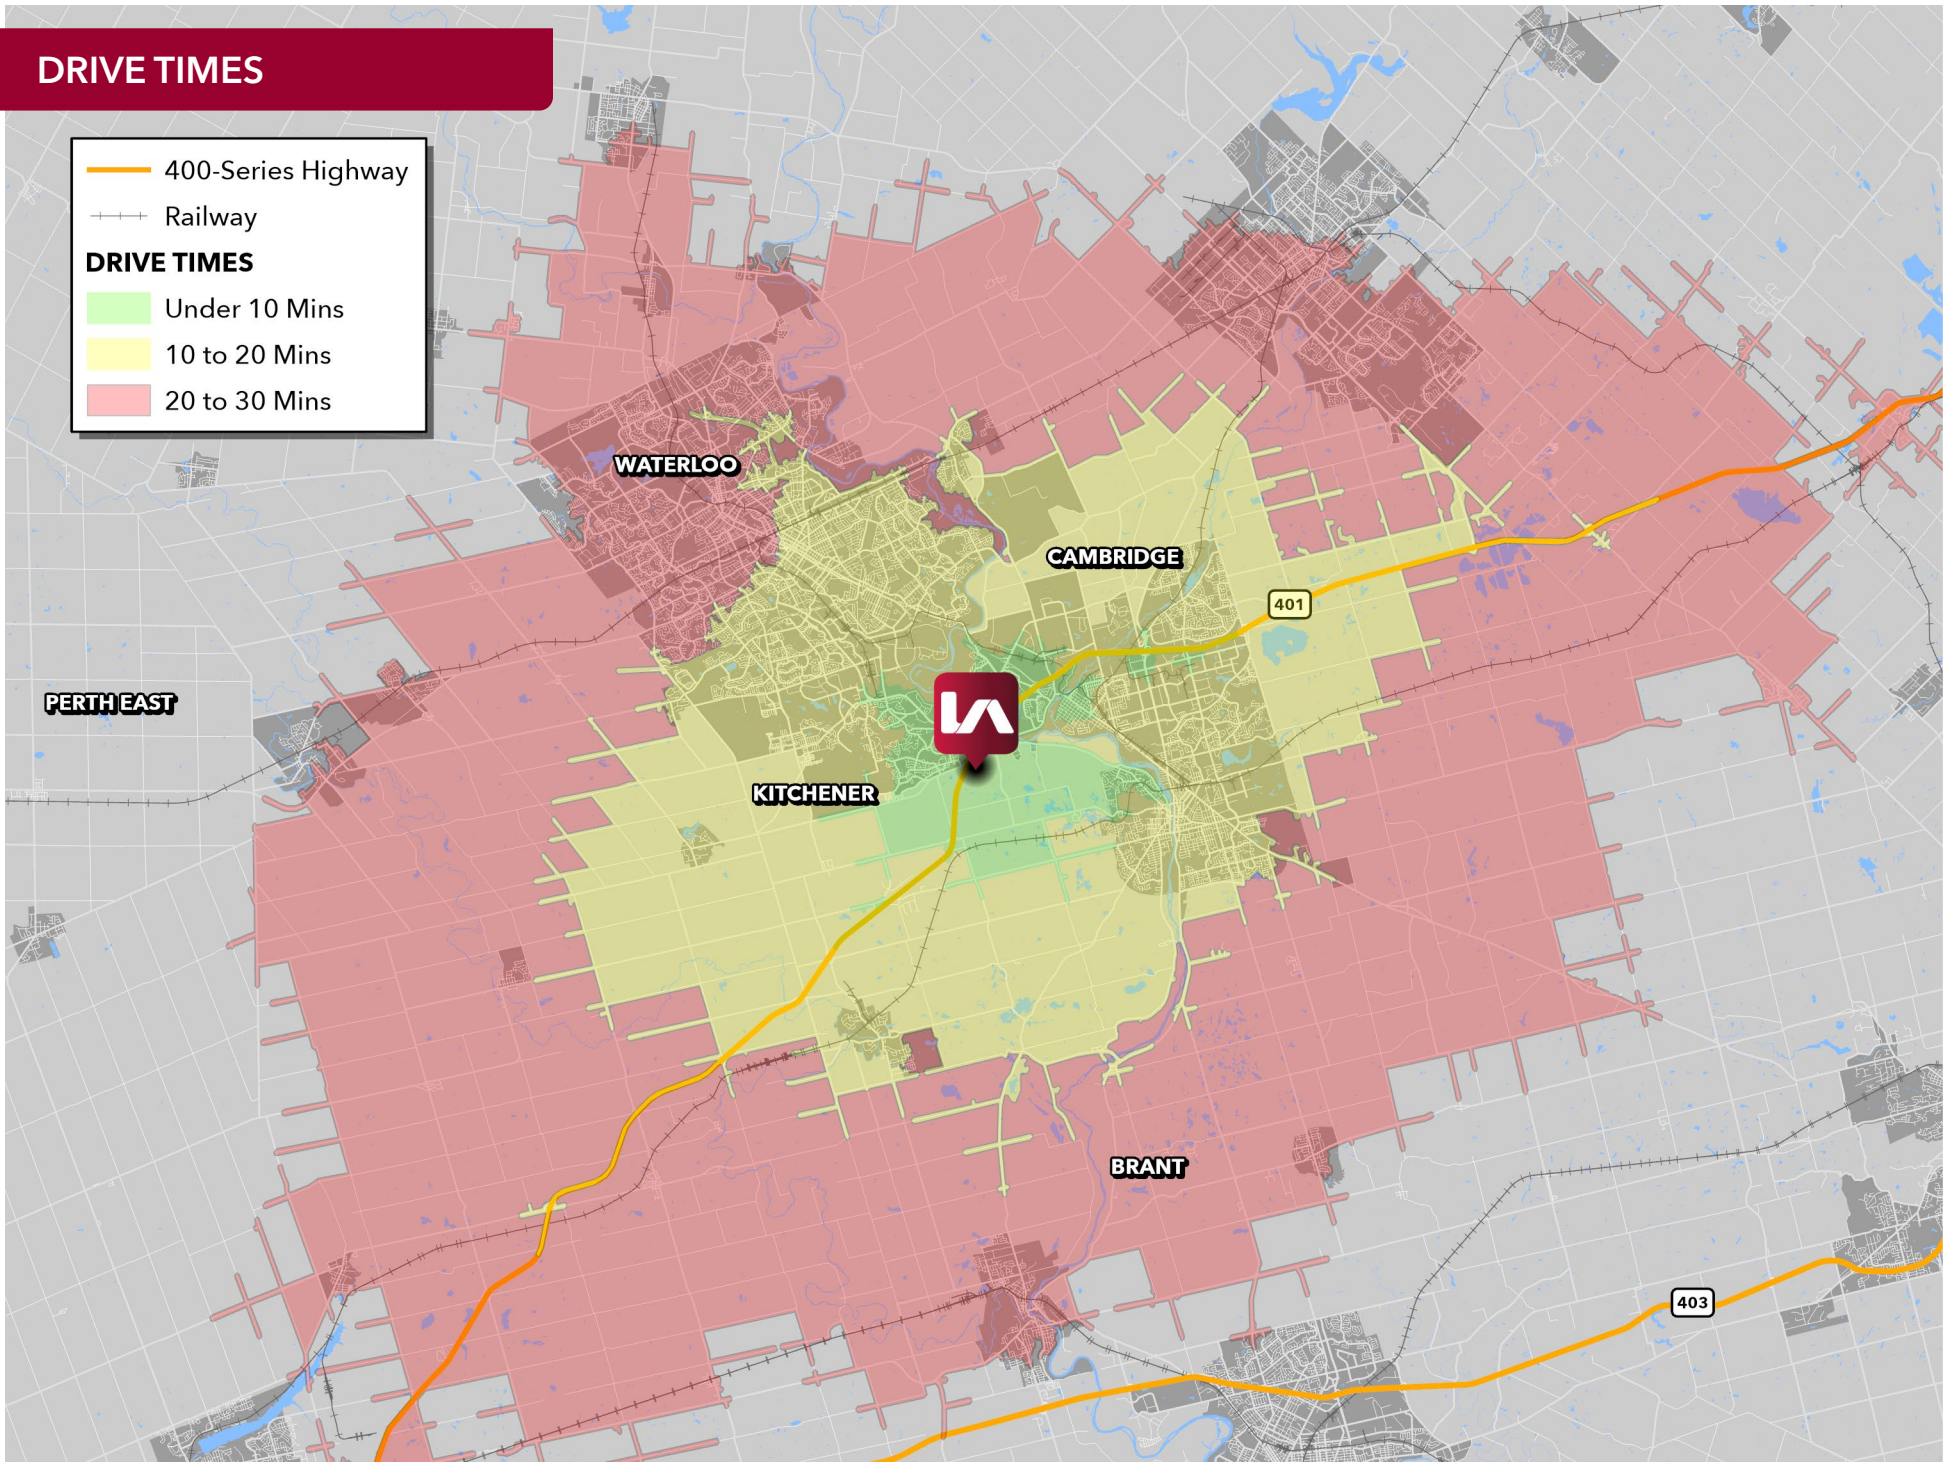 DRIVE TIMES
400-Series Highway
Railway
DRIVE TIMES
Under 10 Mins
10 to 20 Mins
20 to 30 Mins
WATERLOO
CAMBRIDGE
401
PERTH EAST
KITCHENER
BRANT
403